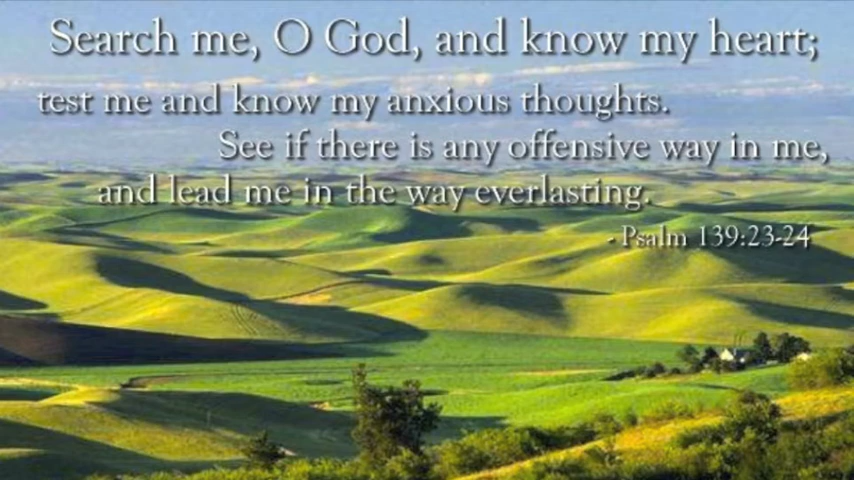 Search me, O God, and know my heart;
test me and know my anxious thoughts.
See if there is any offensive way in me,
and lead me in the way everlasting.
- Psalm 139:23-24